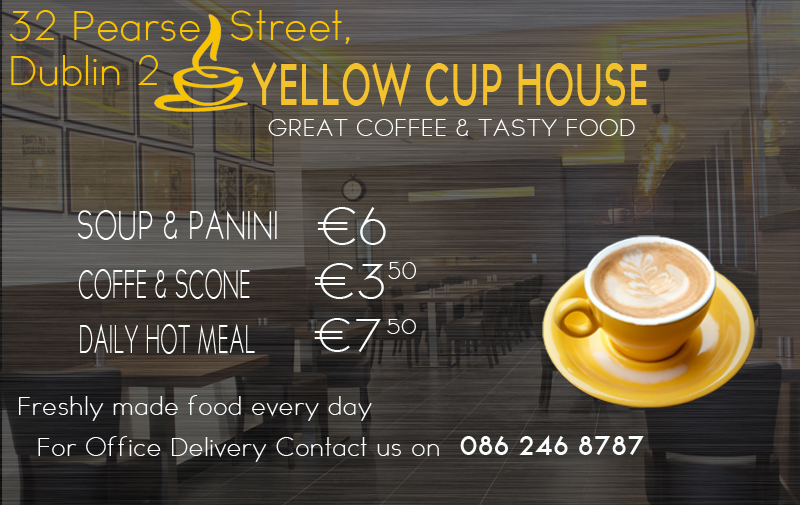 32 Pearse Street,
Dublin 2
YELLOW CUP HOUSE
GREAT COFFEE & TASTY FOOD
SOUP & PANINI €6
COFFE & SCONE €3 50
DAILY HOT MEAL €7 50
Freshly made food every day
For Office Delivery Contact us on 086 246 8787